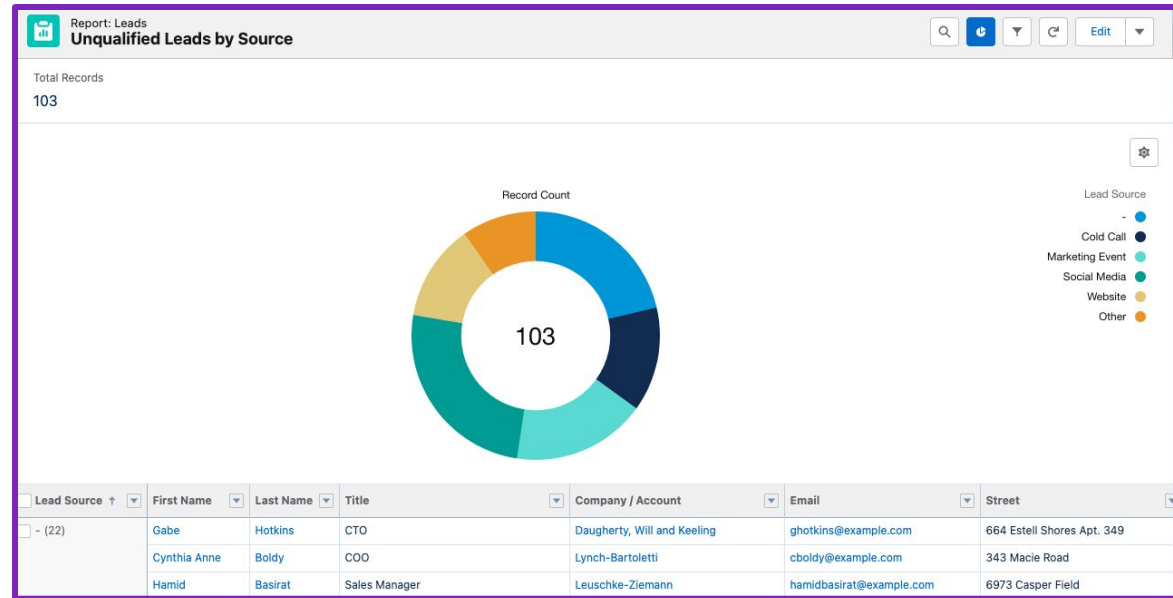 Report: Leads
Unqualified Leads by Source
Edit
Total Records
103
Record Count
103
Lead Source
-
Cold Call
Marketing Event
Social Media
Website
Other
Lead Source ↑ First Name Last Name Title Company / Account Email Street
- (22) Gabe Hotkins CTO Daugherty, Will and Keeling ghotkins@example.com 664 Estell Shores Apt. 349
Cynthia Anne Boldy COO Lynch-Bartoletti cboldy@example.com 343 Macie Road
Hamid Basirat Sales Manager Leuschke-Ziemann hamidbasirat@example.com 6973 Casper Field